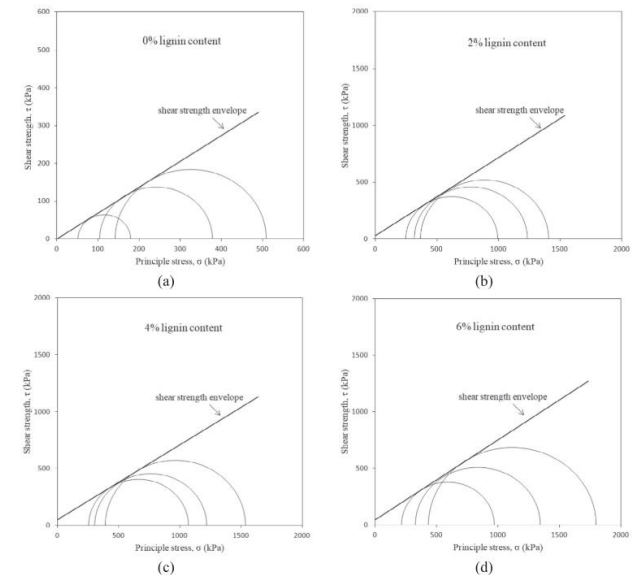 600
500
400
300
200
100
0
0 100 200 300 400 500 600
Shear strength, τ (kPa)
0% lignin content
shear strength envelope
Principle stress, σ (kPa)
(a)
2000
1500
1000
500
0
0 500 1000 1500 2000
Shear strength, τ (kPa)
2% lignin content
shear strength envelope
Principle stress, σ (kPa)
(b)
2000
1500
1000
500
0
0 500 1000 1500 2000
Shear strength, τ (kPa)
4% lignin content
shear strength envelope
Principle stress, σ (kPa)
(c)
2000
1500
1000
500
0
0 500 1000 1500 2000
Shear strength, τ (kPa)
6% lignin content
shear strength envelope
Principle stress, σ (kPa)
(d)